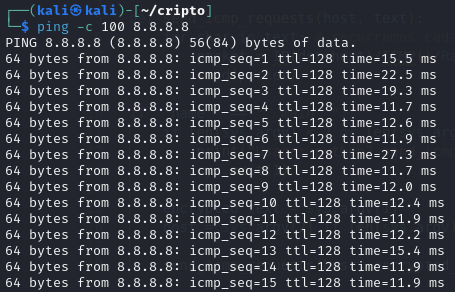 ┌──(kali㉿kali)-[~/cripto]
└─$ ping -c 100 8.8.8.8
PING 8.8.8.8 (8.8.8.8) 56(84) bytes of data.
64 bytes from 8.8.8.8: icmp_seq=1 ttl=128 time=15.5 ms
64 bytes from 8.8.8.8: icmp_seq=2 ttl=128 time=22.5 ms
64 bytes from 8.8.8.8: icmp_seq=3 ttl=128 time=19.3 ms
64 bytes from 8.8.8.8: icmp_seq=4 ttl=128 time=11.7 ms
64 bytes from 8.8.8.8: icmp_seq=5 ttl=128 time=12.6 ms
64 bytes from 8.8.8.8: icmp_seq=6 ttl=128 time=11.9 ms
64 bytes from 8.8.8.8: icmp_seq=7 ttl=128 time=27.3 ms
64 bytes from 8.8.8.8: icmp_seq=8 ttl=128 time=11.7 ms
64 bytes from 8.8.8.8: icmp_seq=9 ttl=128 time=12.0 ms
64 bytes from 8.8.8.8: icmp_seq=10 ttl=128 time=12.4 ms
64 bytes from 8.8.8.8: icmp_seq=11 ttl=128 time=11.9 ms
64 bytes from 8.8.8.8: icmp_seq=12 ttl=128 time=12.2 ms
64 bytes from 8.8.8.8: icmp_seq=13 ttl=128 time=15.4 ms
64 bytes from 8.8.8.8: icmp_seq=14 ttl=128 time=11.9 ms
64 bytes from 8.8.8.8: icmp_seq=15 ttl=128 time=11.9 ms